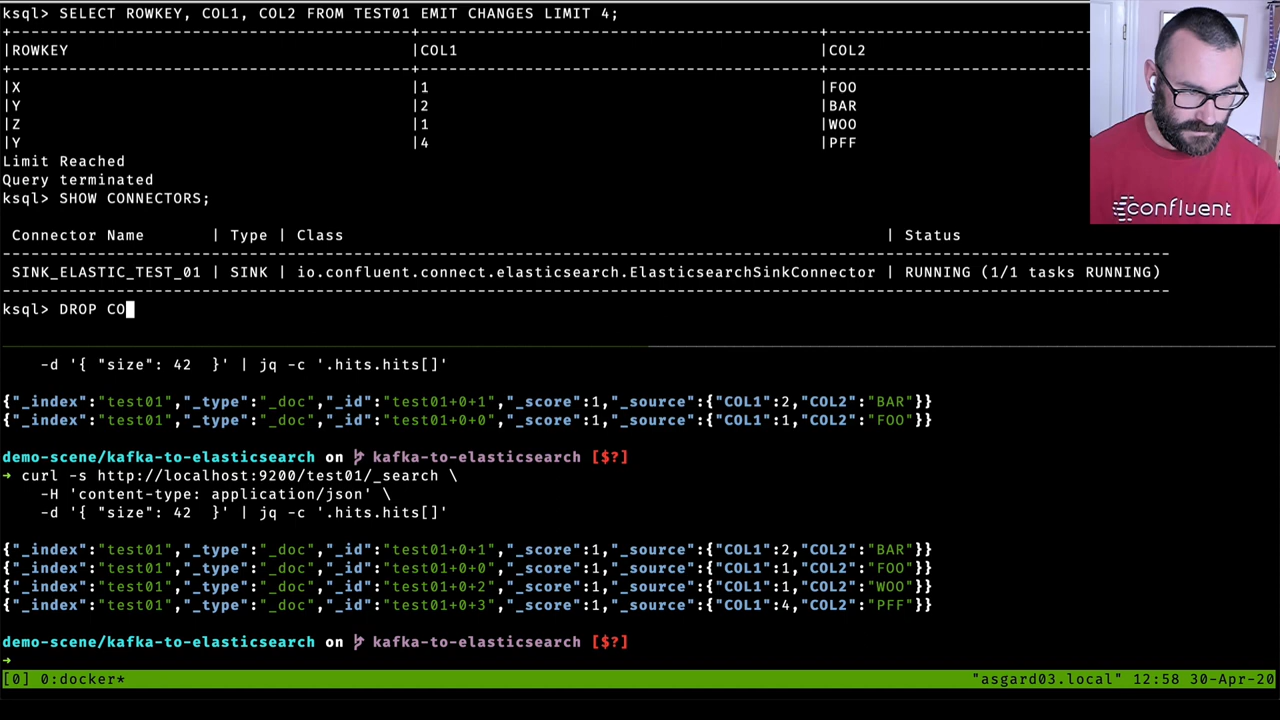 ksql> SELECT ROWKEY, COL1, COL2 FROM TEST01 EMIT CHANGES LIMIT 4;
|ROWKEY |COL1 |COL2
|X |1 |FOO
|Y |2 |BAR
|Z |1 |WOO
|Y |4 |PFF
Limit Reached
Query terminated
ksql> SHOW CONNECTORS;
Connector Name | Type | Class | Status
SINK_ELASTIC_TEST_01 | SINK | io.confluent.connect.elasticsearch.ElasticsearchSinkConnector | RUNNING (1/1 tasks RUNNING)
ksql> DROP CO
confluent
-d '{ "size": 42  }' | jq -c '.hits.hits[]'
{"_index":"test01","_type":"_doc","_id":"test01+0+1","_score":1,"_source":{"COL1":2,"COL2":"BAR"}}
{"_index":"test01","_type":"_doc","_id":"test01+0+0","_score":1,"_source":{"COL1":1,"COL2":"FOO"}}
demo-scene/kafka-to-elasticsearch on kafka-to-elasticsearch [$?]
→ curl -s http://localhost:9200/test01/_search \
-H 'content-type: application/json' \
-d '{ "size": 42  }' | jq -c '.hits.hits[]'
{"_index":"test01","_type":"_doc","_id":"test01+0+1","_score":1,"_source":{"COL1":2,"COL2":"BAR"}}
{"_index":"test01","_type":"_doc","_id":"test01+0+0","_score":1,"_source":{"COL1":1,"COL2":"FOO"}}
{"_index":"test01","_type":"_doc","_id":"test01+0+2","_score":1,"_source":{"COL1":1,"COL2":"WOO"}}
{"_index":"test01","_type":"_doc","_id":"test01+0+3","_score":1,"_source":{"COL1":4,"COL2":"PFF"}}
demo-scene/kafka-to-elasticsearch on kafka-to-elasticsearch [$?]
→
[0] 0:docker* "asgard03.local" 12:58 30-Apr-20